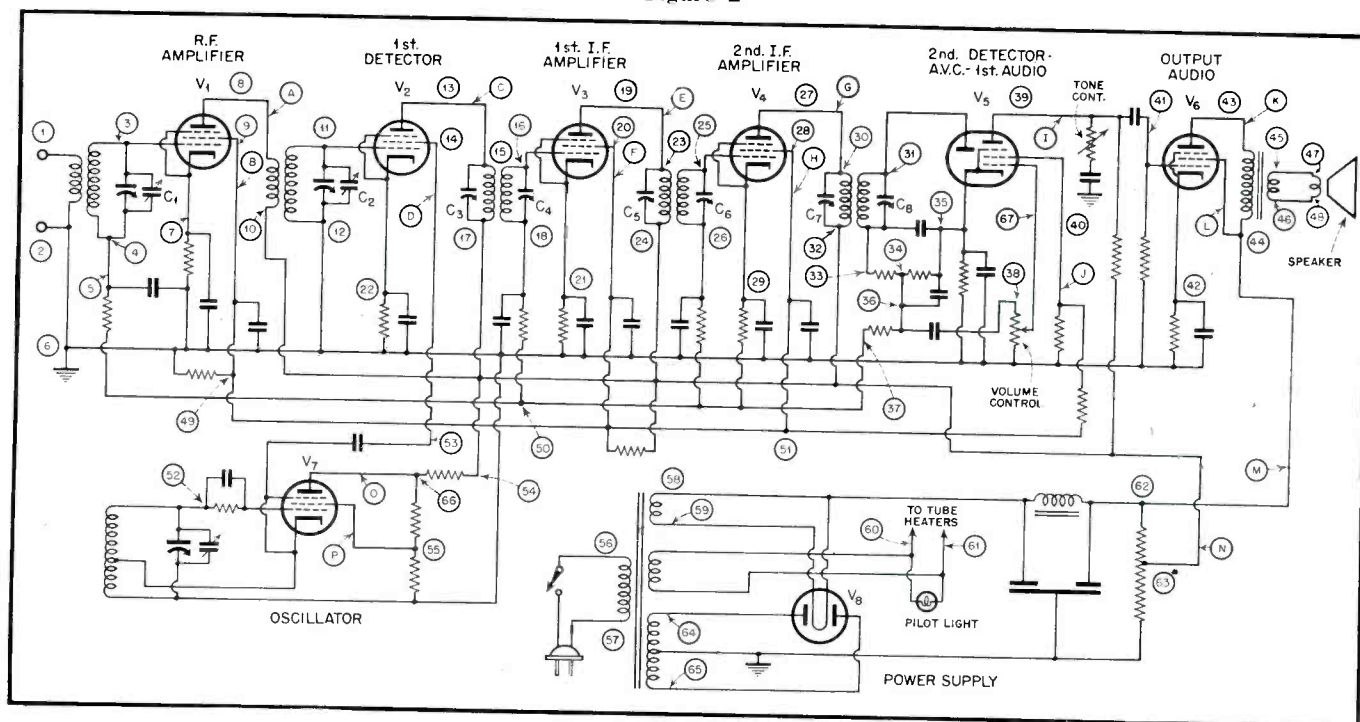 Figure 2
R.F.
AMPLIFIER
1st.
DETECTOR
1st. I.F.
AMPLIFIER
2nd. I.F.
AMPLIFIER
2nd. DETECTOR-
A.V.C.-1st. AUDIO
OUTPUT
AUDIO
V1 8 A
V2 13 C
V3 19 E
V4 27 G
V5 39
TONE
CONT.
I
41 V6 43 K
1 3 9 11 14 16 20 23 25 28 30 31 45 47
8 15 F H
C1 C2 C3 C4 C5 C6 C7 C8
D 35 67 40 L 46 48
2 4 7 10 12 17 18 24 26 32 34 44
SPEAKER
5 22 21 29 33 36 38 J 42
6
VOLUME
CONTROL
49 53 50 51 37
V7 O 66 54
52 P 55
OSCILLATOR
56 57
58 59
TO TUBE
HEATERS
60 61
62 M N 63
V8
PILOT LIGHT
64 65
POWER SUPPLY